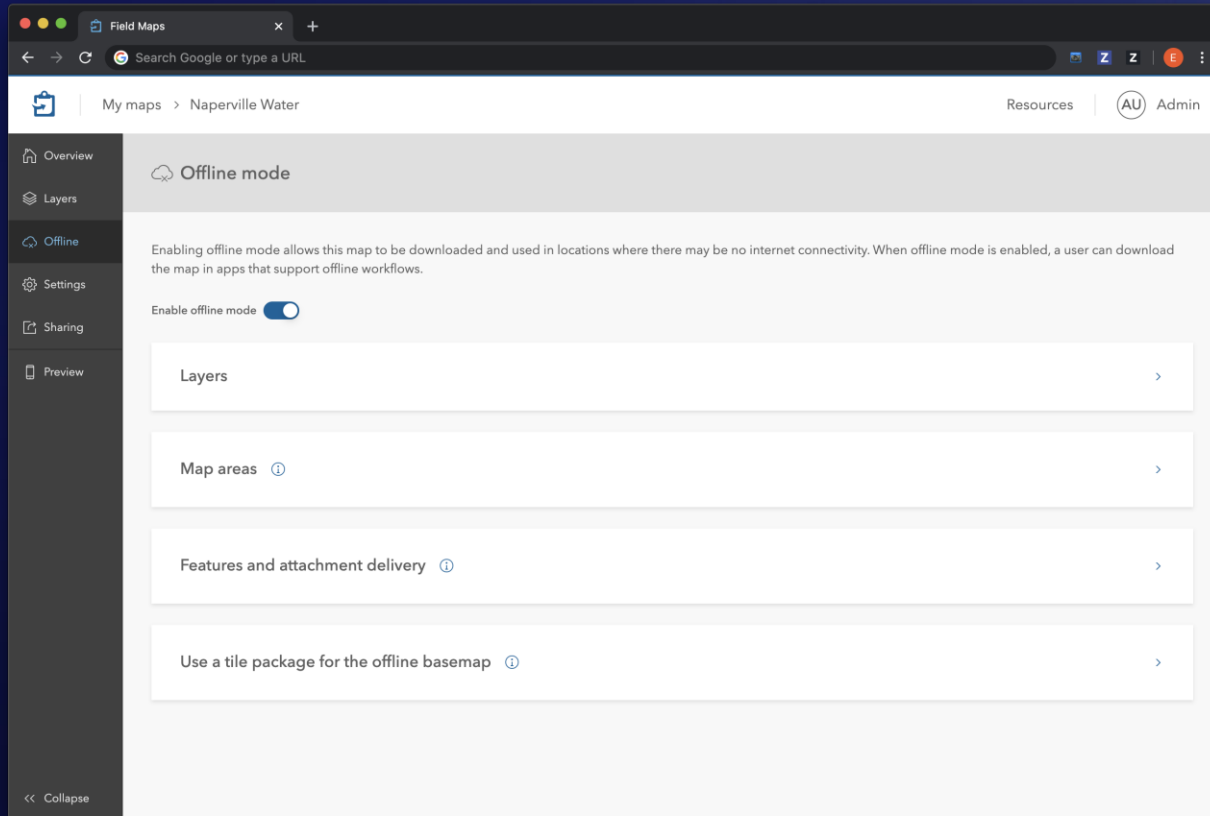 Field Maps
Search Google or type a URL
Z
Z
E
My maps > Naperville Water
Resources
AU
Admin
Overview
Layers
Offline
Settings
Sharing
Preview
Collapse
Offline mode
Enabling offline mode allows this map to be downloaded and used in locations where there may be no internet connectivity. When offline mode is enabled, a user can download
the map in apps that support offline workflows.
Enable offline mode
Layers
Map areas
Features and attachment delivery
Use a tile package for the offline basemap